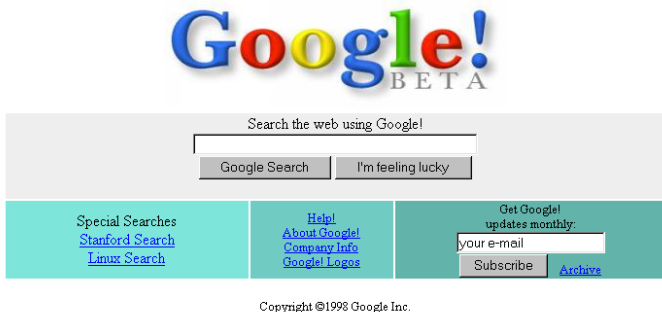 Google!
BETA
Search the web using Google!
Google Search
I'm feeling lucky
Special Searches
Stanford Search
Linux Search
Help!
About Google!
Company Info
Google! Logos
Get Google!
updates monthly:
your e-mail
Subscribe
Archive
Copyright ©1998 Google Inc.